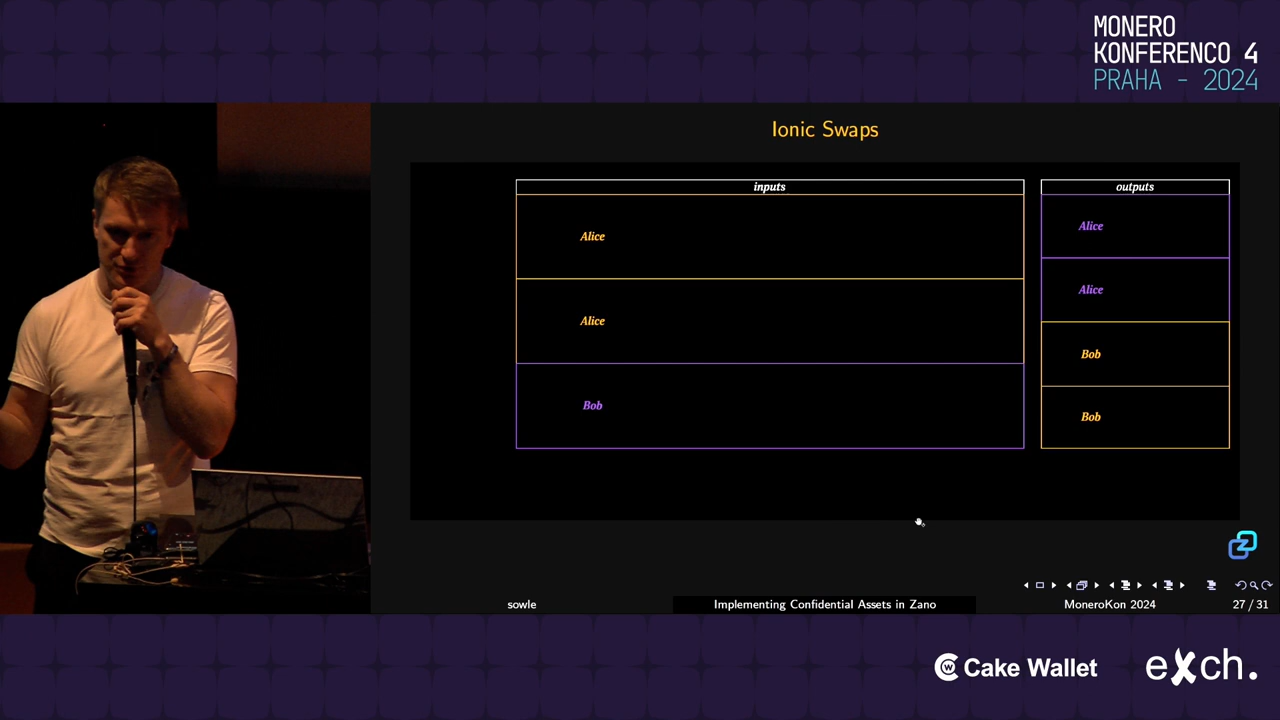 MONERO
KONFERENCO 4
PRAHA - 2024
Ionic Swaps
inputs
outputs
Alice
Alice
Bob
Alice
Alice
Bob
Bob
sowle
Implementing Confidential Assets in Zano
MoneroKon 2024
27 / 31
Cake Wallet
exch.